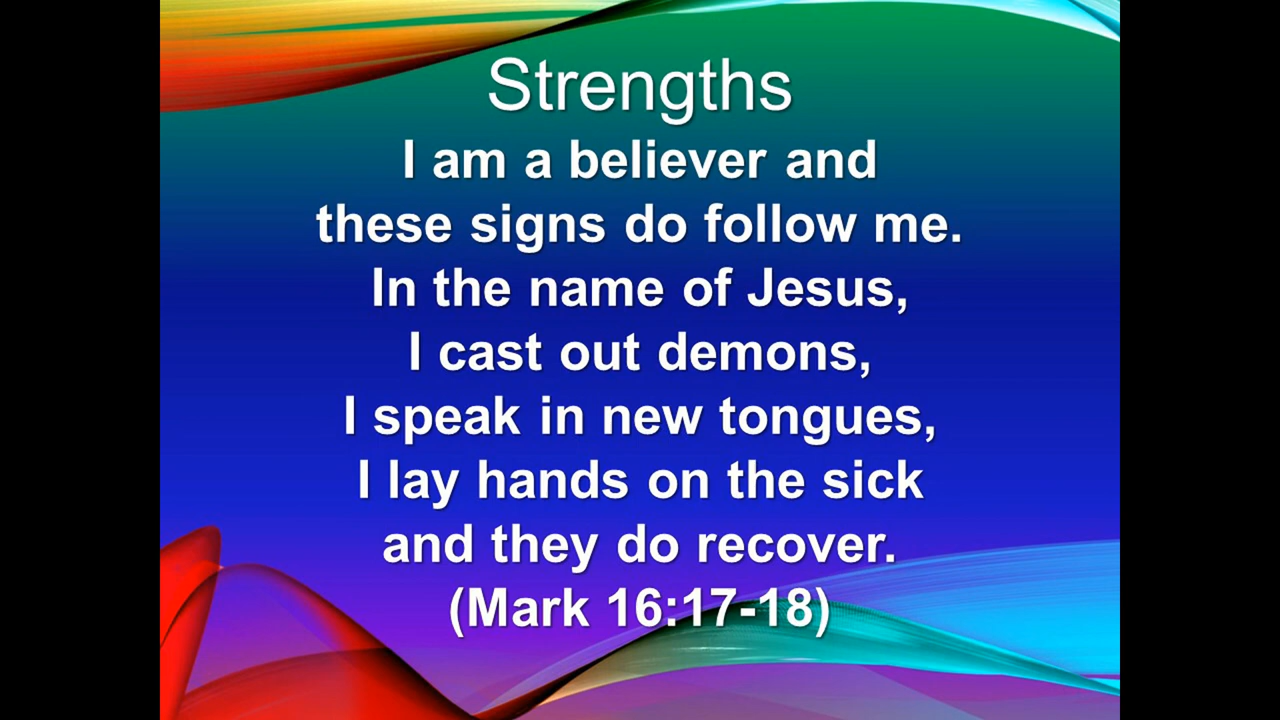 Strengths
I am a believer and
these signs do follow me.
In the name of Jesus,
I cast out demons,
I speak in new tongues,
I lay hands on the sick
and they do recover.
(Mark 16:17-18)